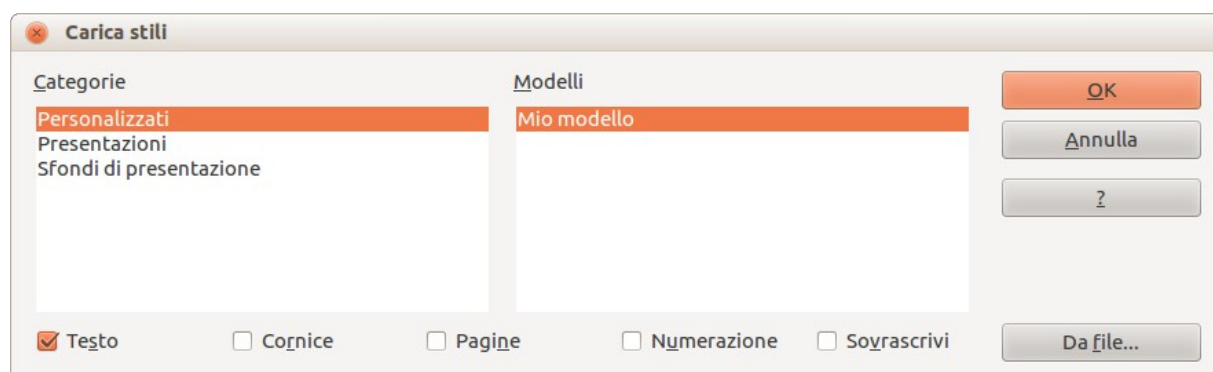 Carica stili
Categorie
Modelli
OK
Personalizzati
Mio modello
Presentazioni
Annulla
Sfondi di presentazione
?
Testo
Cornice
Pagine
Numerazione
Sovrascrivi
Da file...